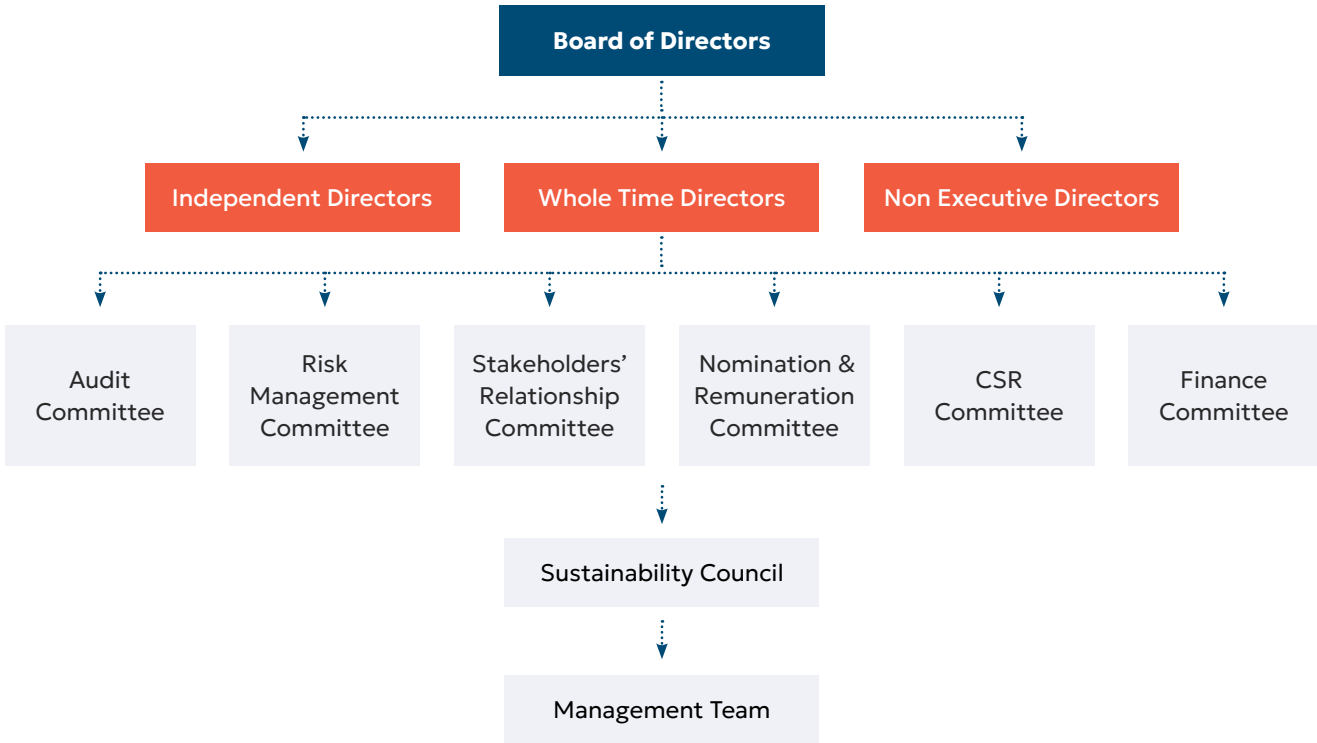 Board of Directors
Independent Directors
Whole Time Directors
Non Executive Directors
Audit
Committee
Risk
Management
Committee
Stakeholders’
Relationship
Committee
Nomination &
Remuneration
Committee
CSR
Committee
Finance
Committee
Sustainability Council
Management Team